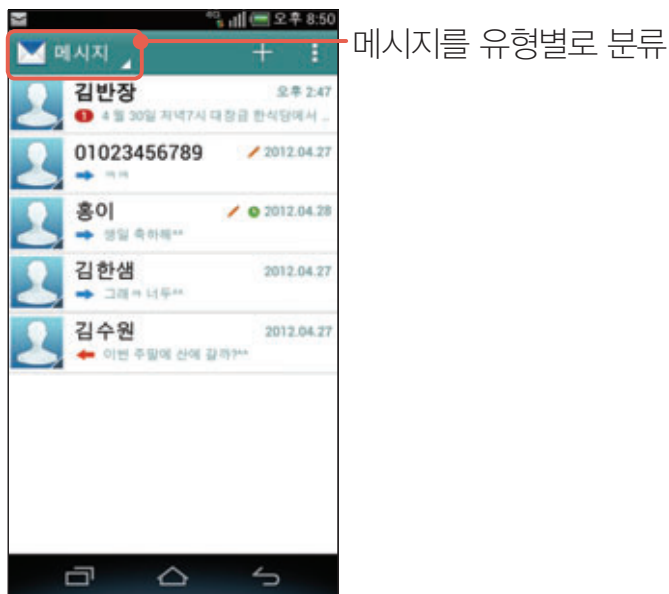 4G 오후 8:50
메시지
메시지를 유형별로 분류
김반장 오후 2:47
1 4월 30일 저녁7시 대장금 한식당에서 ..
01023456789 2012.04.27
ㅋㅋ
홍이 2012.04.28
생일 축하해^^
김한샘 2012.04.27
그래ㅋ 너두^^
김수원 2012.04.27
이번 주말에 산에 갈까?^^